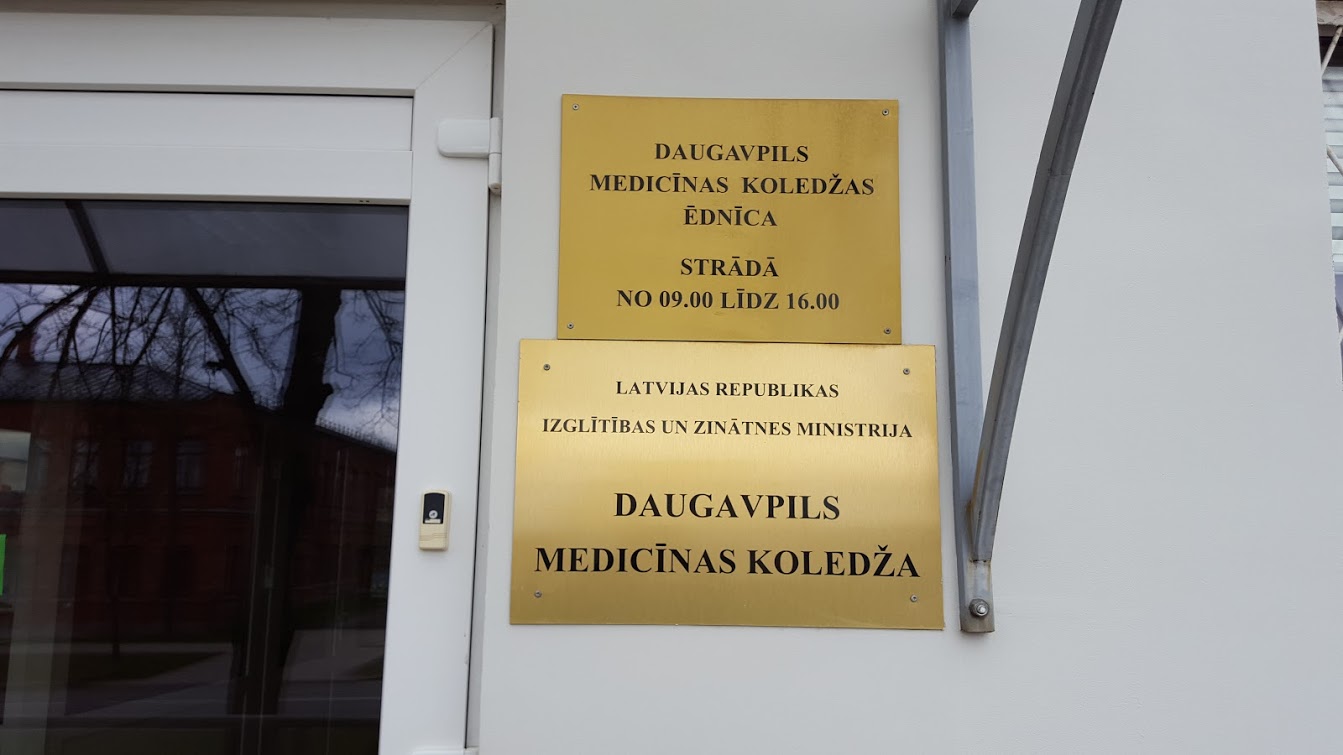 DAUGAVPILS
MEDICĪNAS KOLEDŽAS
ĒDNĪCA
STRĀDĀ
NO 09.00 LĪDZ 16.00
LATVIJAS REPUBLIKAS
IZGLĪTĪBAS UN ZINĀTNES MINISTRIJA
DAUGAVPILS
MEDICĪNAS KOLEDŽA